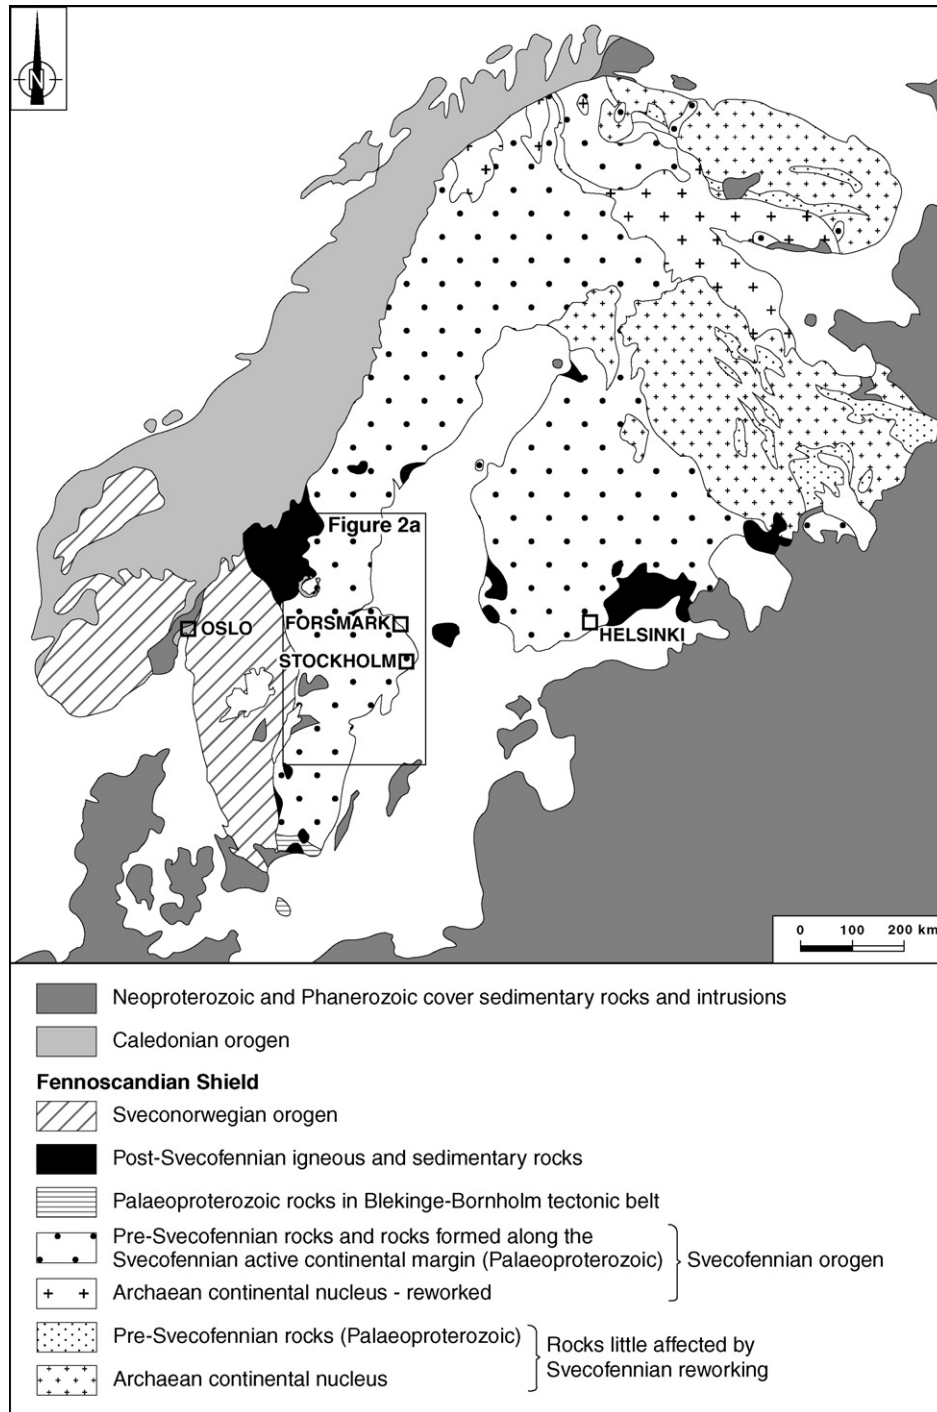 N
Figure 2a
OSLO
FORSMARK
STOCKHOLM
HELSINKI
0 100 200 km
Neoproterozoic and Phanerozoic cover sedimentary rocks and intrusions
Caledonian orogen
Fennoscandian Shield
Sveconorwegian orogen
Post-Svecofennian igneous and sedimentary rocks
Palaeoproterozoic rocks in Blekinge-Bornholm tectonic belt
Pre-Svecofennian rocks and rocks formed along the
Svecofennian active continental margin (Palaeoproterozoic)
Svecofennian orogen
Archaean continental nucleus - reworked
Pre-Svecofennian rocks (Palaeoproterozoic)
Rocks little affected by
Svecofennian reworking
Archaean continental nucleus